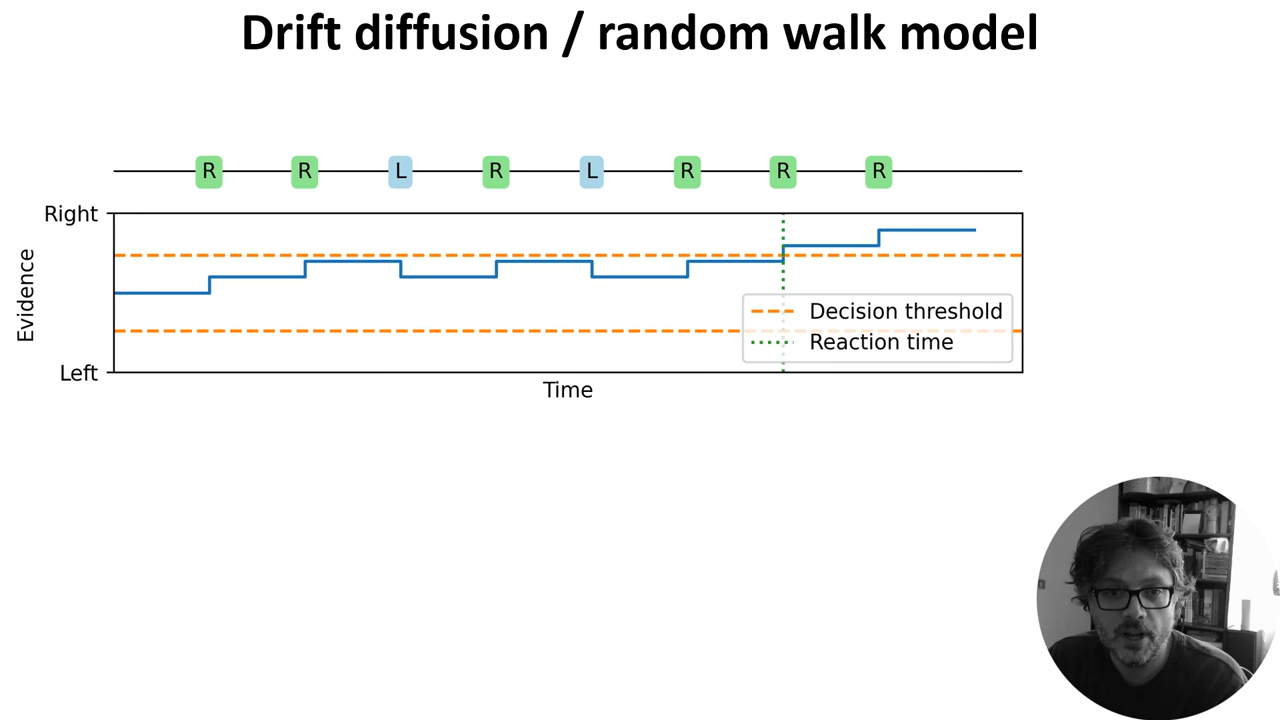 Drift diffusion / random walk model
R R L R L R R R
Right
Evidence
Decision threshold
Reaction time
Left
Time